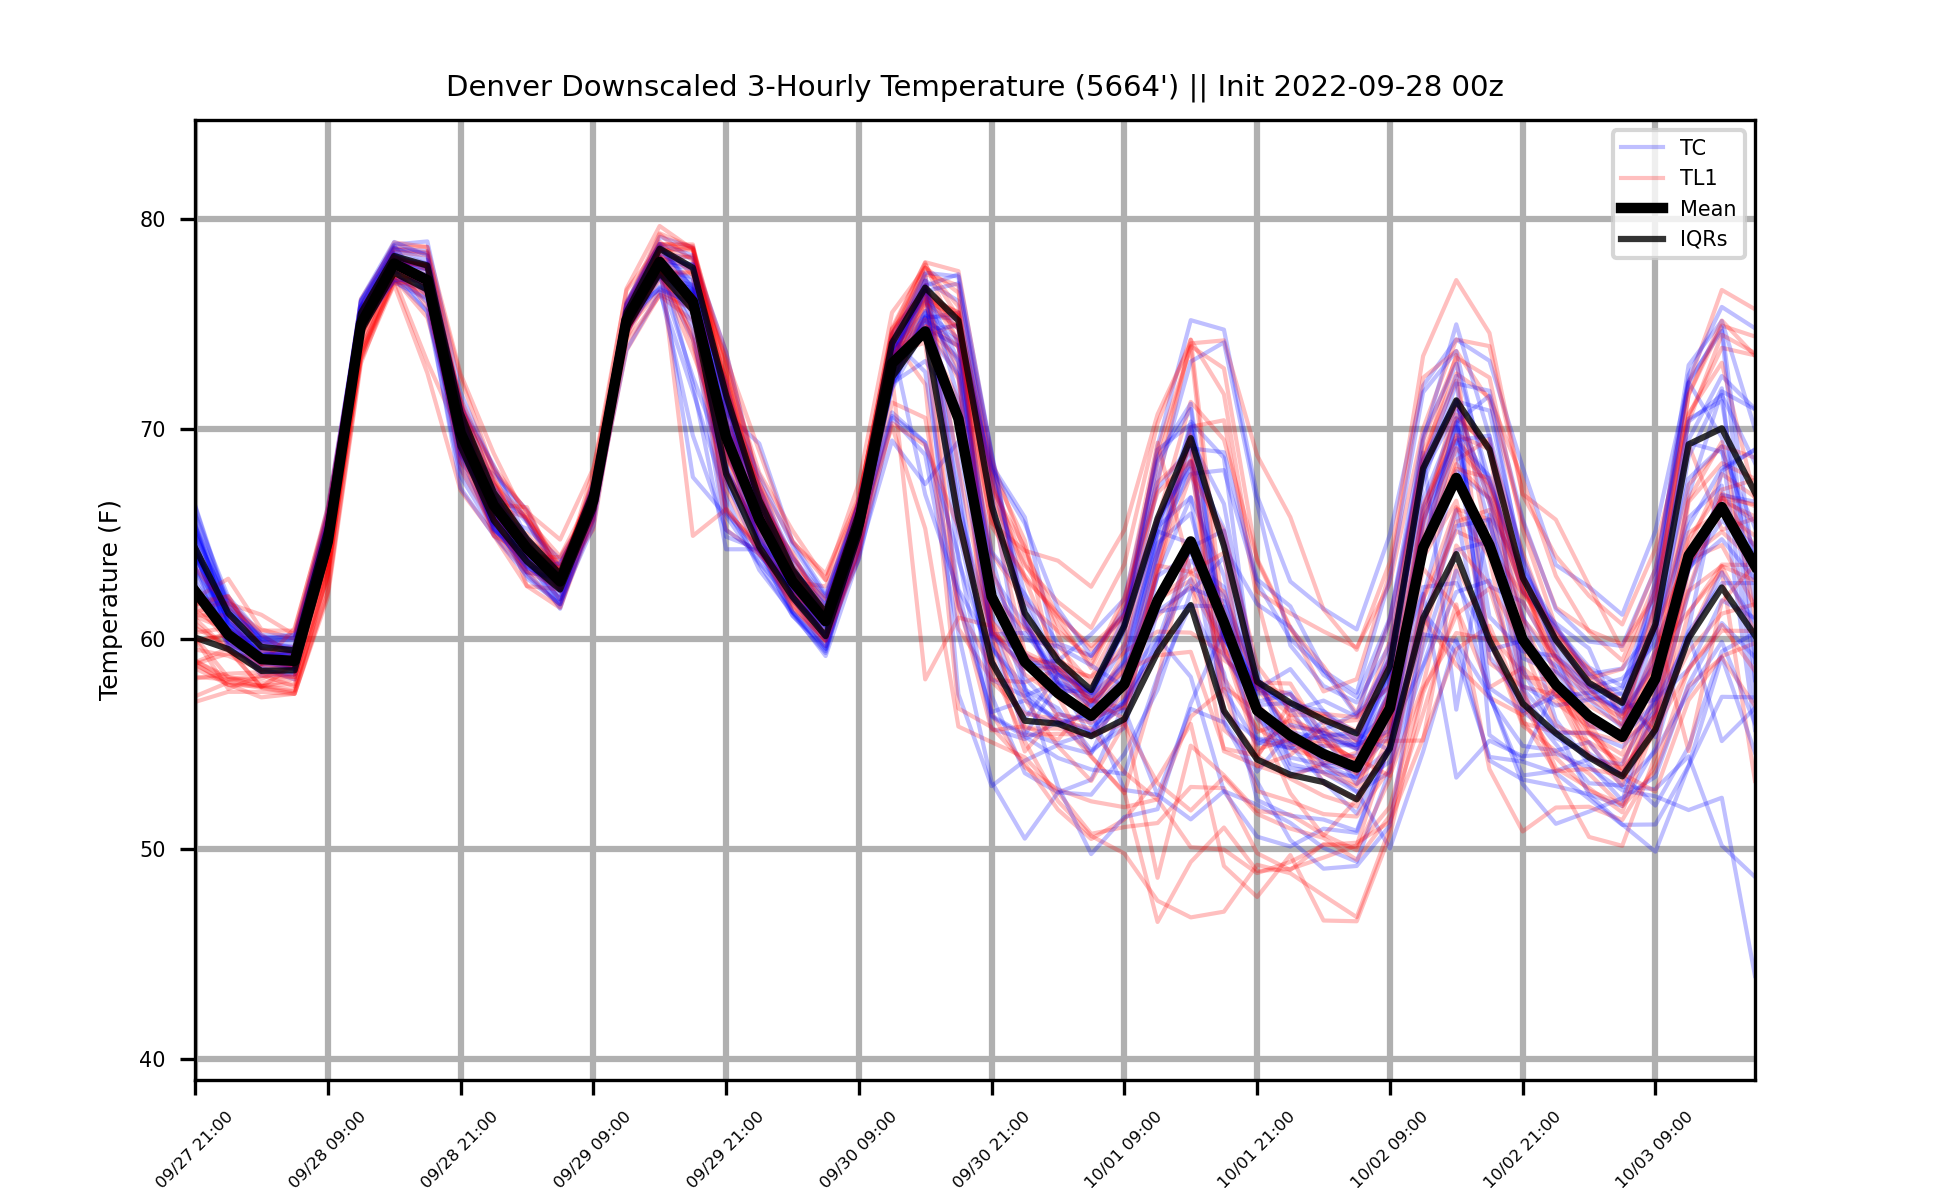 Denver Downscaled 3-Hourly Temperature (5664') || Init 2022-09-28 00z
TC
TL1
Mean
IQRs
Temperature (F)
80
70
60
50
40
09/27 21:00
09/28 09:00
09/28 21:00
09/29 09:00
09/29 21:00
09/30 09:00
09/30 21:00
10/01 09:00
10/01 21:00
10/02 09:00
10/02 21:00
10/03 09:00